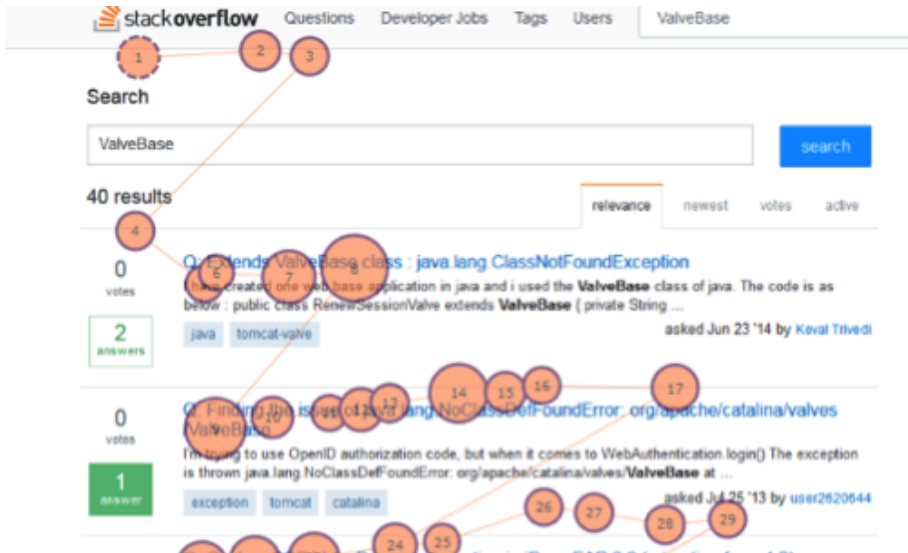 stackoverflow Questions Developer Jobs Tags Users ValveBase
1 2 3
Search
ValveBase search
40 results relevance newest votes active
4
0 votes
Q: Extends ValveBase class : java.lang.ClassNotFoundException
6 7 8
I have created one web base application in java and i used the ValveBase class of java. The code is as
below : public class RenewSessionValve extends ValveBase { private String ...
2 answers
java tomcat-valve
asked Jun 23 '14 by Keval Trivedi
9 10 11 12 13 14 15 16 17
0 votes
Q: Finding the issue of java.lang.NoClassDefFoundError: org/apache/catalina/valves
/ValveBase
I'm trying to use OpenID authorization code, but when it comes to WebAuthentication.login() The exception
is thrown java.lang.NoClassDefFoundError: org/apache/catalina/valves/ValveBase at ...
1 answer
exception tomcat catalina
asked Jul 25 '13 by user2620644
24 25 26 27 28 29